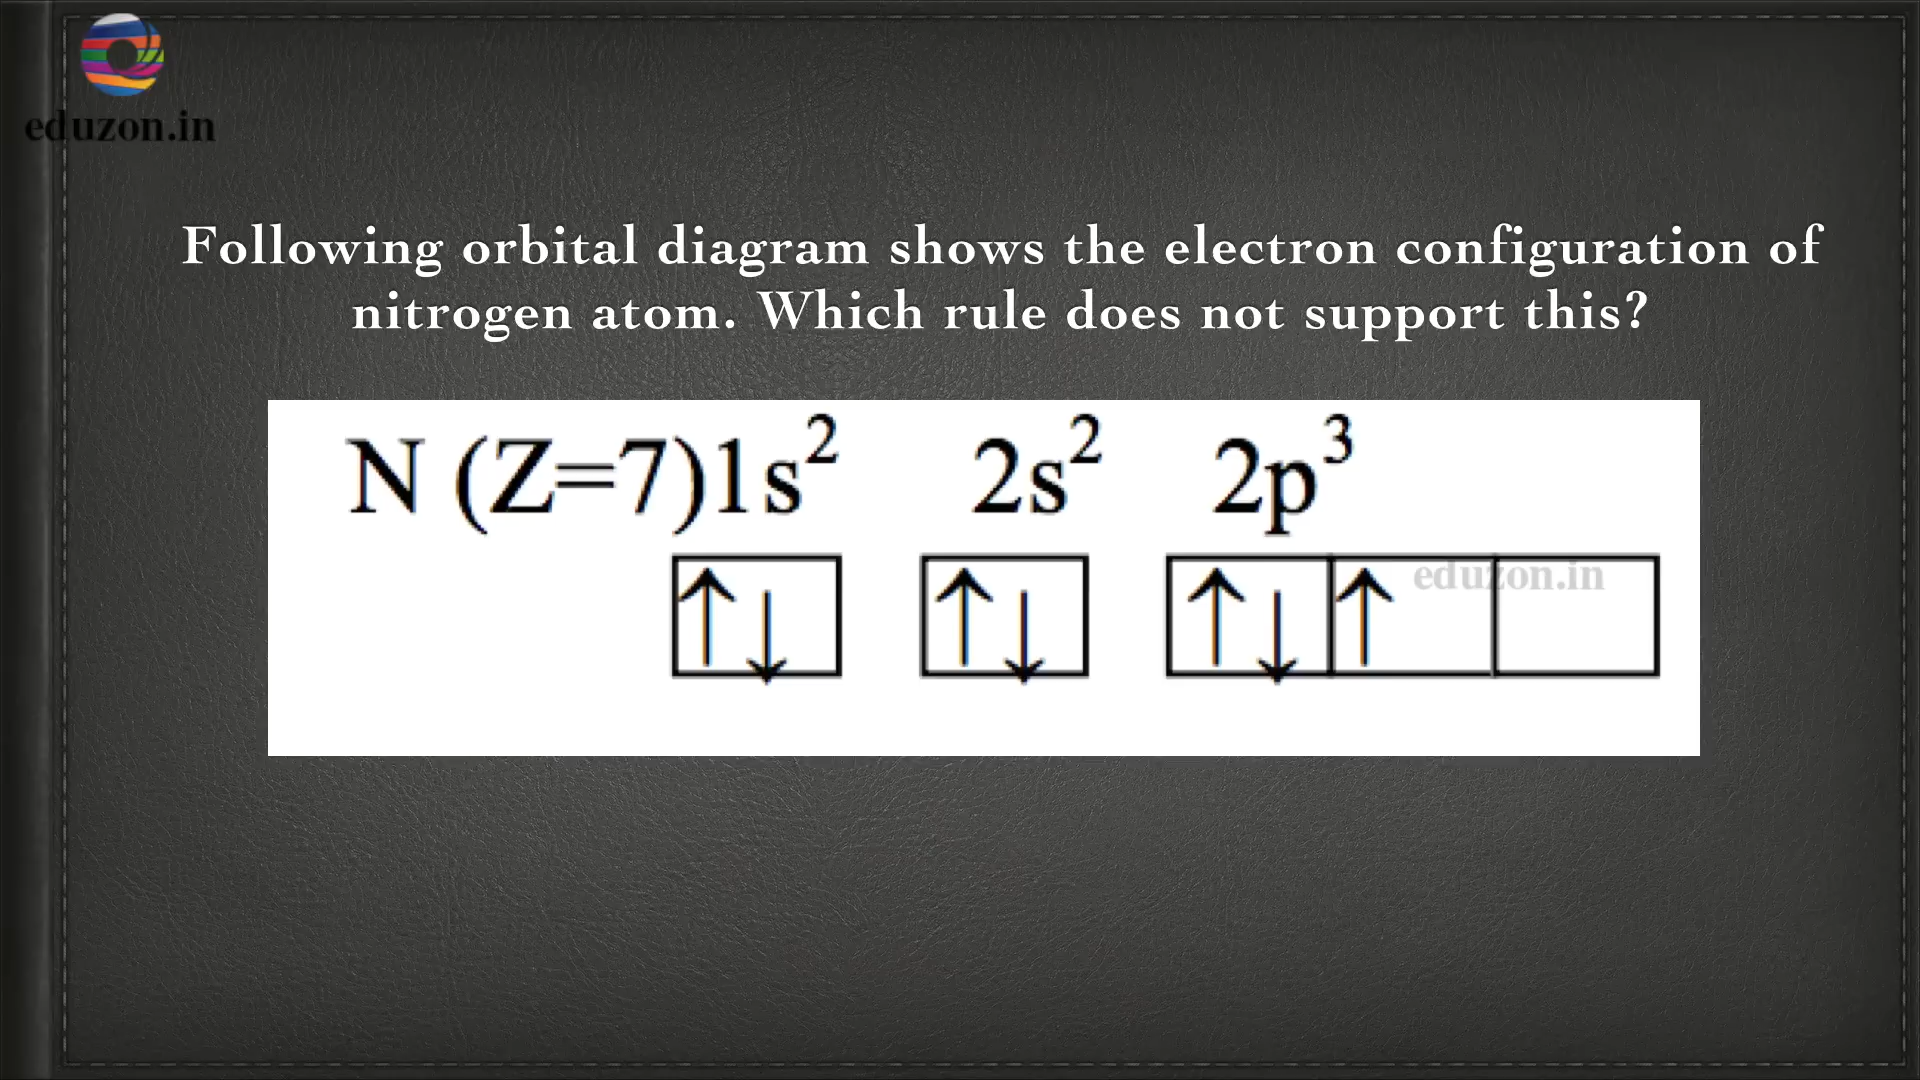 eduzon.in
Following orbital diagram shows the electron configuration of
nitrogen atom. Which rule does not support this?
N (Z=7)1s² 2s² 2p³
↑↓ ↑↓ ↑↓ ↑
eduzon.in